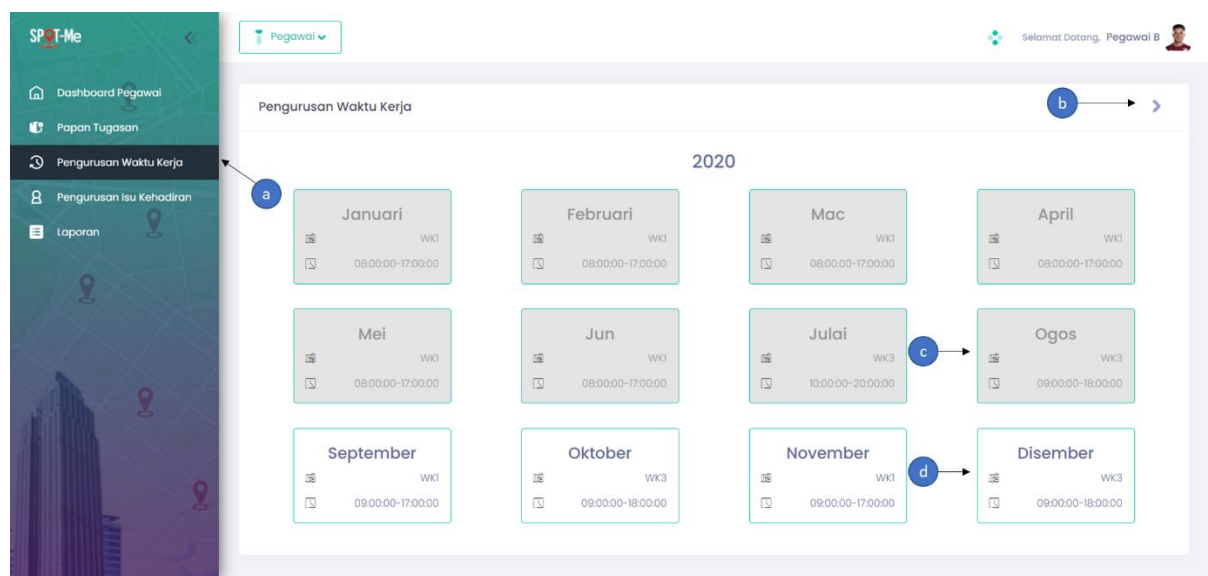 SPOT-Me
Pegawai
Selamat Datang, Pegawai B
Dashboard Pegawai
Papan Tugasan
Pengurusan Waktu Kerja
Pengurusan Isu Kehadiran
Laporan
Pengurusan Waktu Kerja
b
a
2020
Januari
WK1
08:00:00-17:00:00
Februari
WK1
08:00:00-17:00:00
Mac
WK1
08:00:00-17:00:00
April
WK1
08:00:00-17:00:00
Mei
WK1
08:00:00-17:00:00
Jun
WK1
08:00:00-17:00:00
Julai
WK3
10:00:00-20:00:00
c
Ogos
WK3
09:00:00-18:00:00
September
WK1
09:00:00-17:00:00
Oktober
WK3
09:00:00-18:00:00
November
WK1
09:00:00-17:00:00
d
Disember
WK3
09:00:00-18:00:00